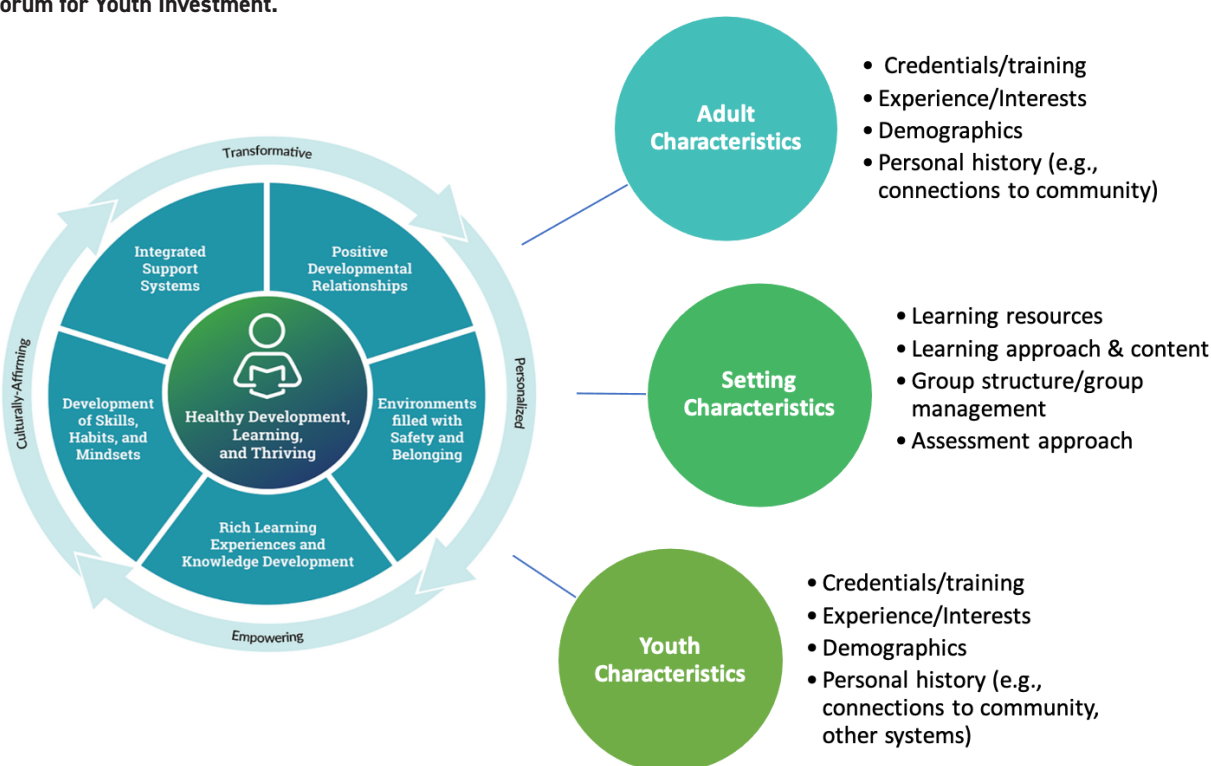 orum for Youth Investment.
Transformative
Personalized
Empowering
Culturally-Affirming
Integrated
Support
Systems
Positive
Developmental
Relationships
Environments
filled with
Safety and
Belonging
Rich Learning
Experiences and
Knowledge Development
Development
of Skills,
Habits, and
Mindsets
Healthy Development,
Learning,
and Thriving
Adult
Characteristics
• Credentials/training
• Experience/Interests
• Demographics
• Personal history (e.g.,
connections to community)
Setting
Characteristics
• Learning resources
• Learning approach & content
• Group structure/group
management
• Assessment approach
Youth
Characteristics
• Credentials/training
• Experience/Interests
• Demographics
• Personal history (e.g.,
connections to community,
other systems)